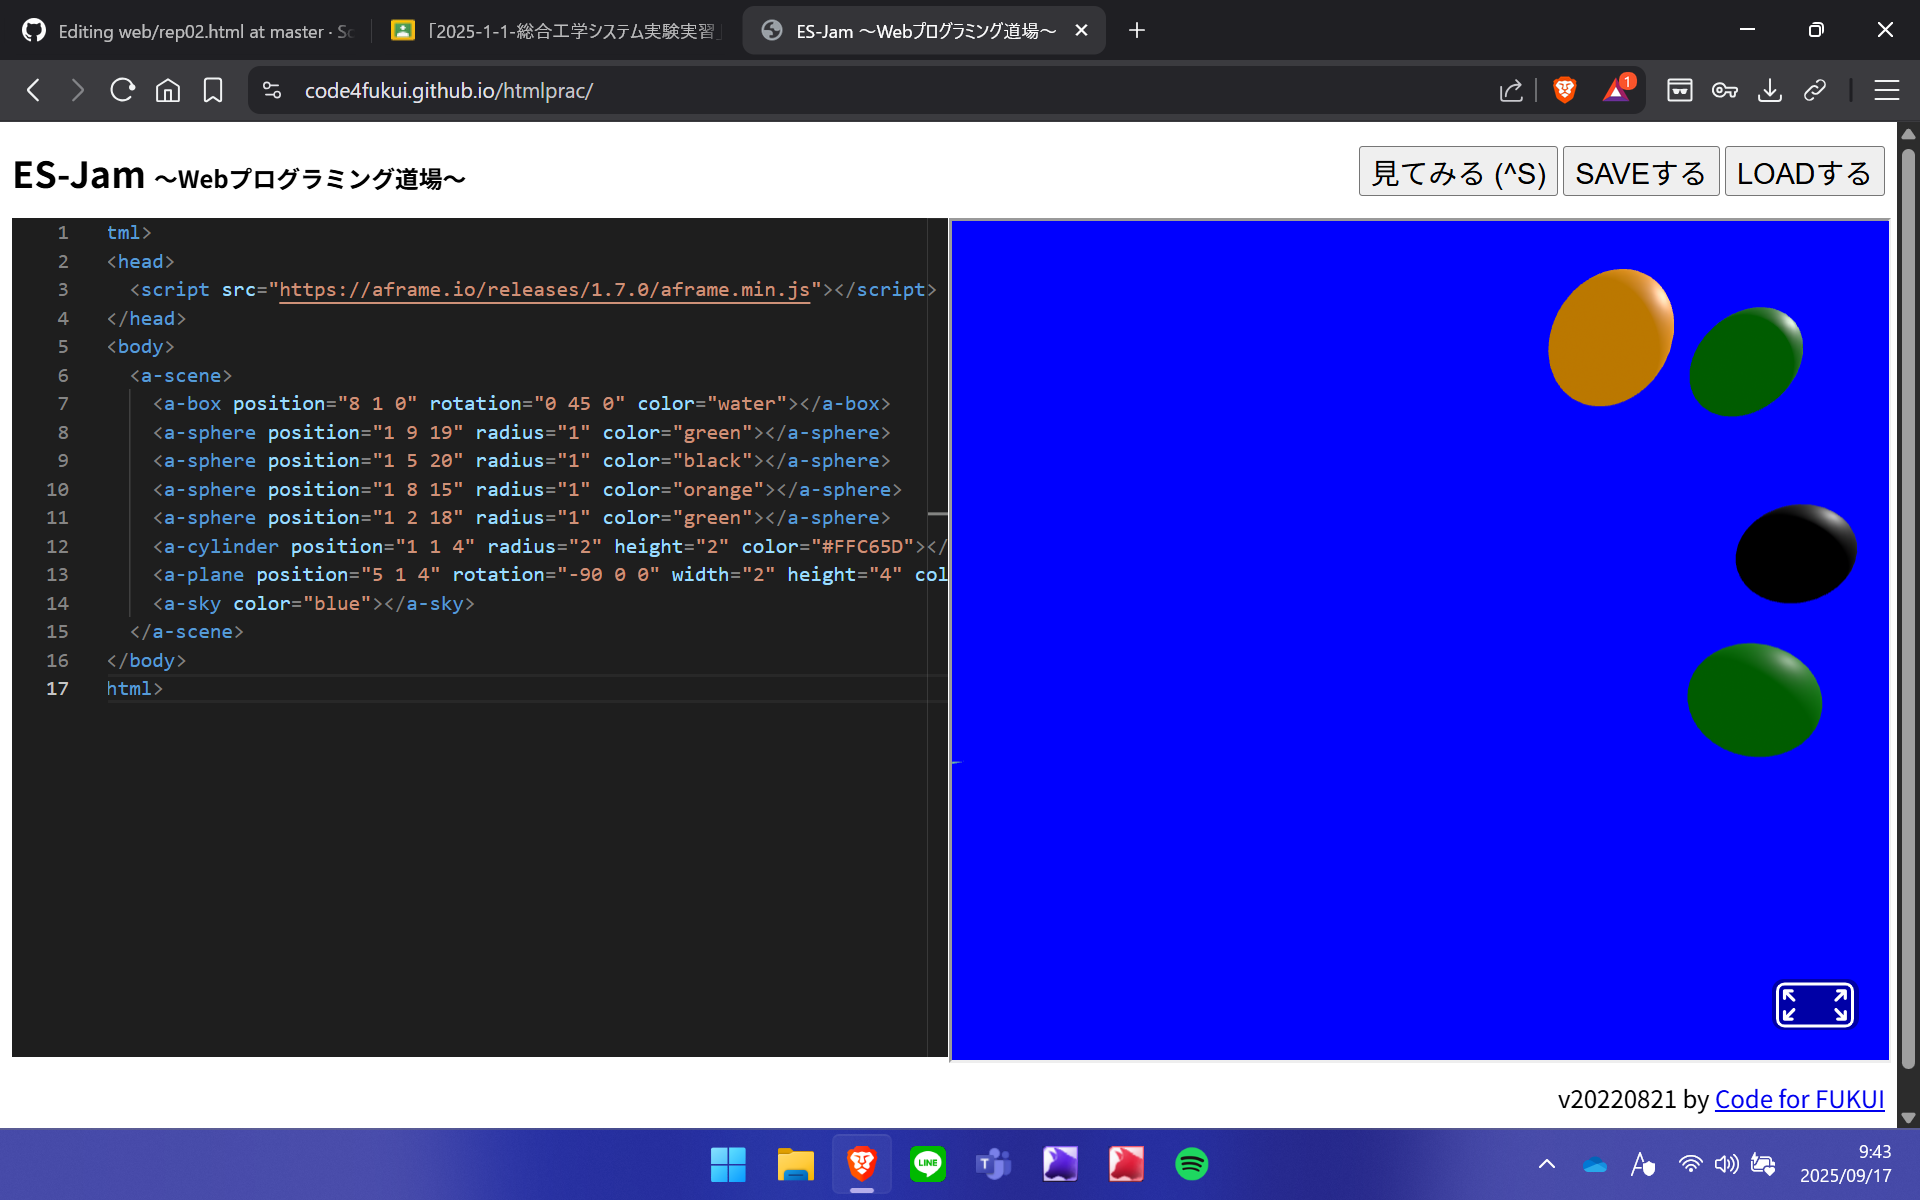 Editing web/rep02.html at master · Sc
「2025-1-1-総合工学システム実験実習」
ES-Jam 〜Webプログラミング道場〜
code4fukui.github.io/htmlprac/
1
ES-Jam 〜Webプログラミング道場〜
見てみる (^S)
SAVEする
LOADする
1 tml>
2 <head>
3 <script src="https://aframe.io/releases/1.7.0/aframe.min.js"></script>
4 </head>
5 <body>
6 <a-scene>
7 <a-box position="8 1 0" rotation="0 45 0" color="water"></a-box>
8 <a-sphere position="1 9 19" radius="1" color="green"></a-sphere>
9 <a-sphere position="1 5 20" radius="1" color="black"></a-sphere>
10 <a-sphere position="1 8 15" radius="1" color="orange"></a-sphere>
11 <a-sphere position="1 2 18" radius="1" color="green"></a-sphere>
12 <a-cylinder position="1 1 4" radius="2" height="2" color="#FFC65D"></
13 <a-plane position="5 1 4" rotation="-90 0 0" width="2" height="4" col
14 <a-sky color="blue"></a-sky>
15 </a-scene>
16 </body>
17 html>
v20220821 by Code for FUKUI
LINE
T
A
9:43
2025/09/17